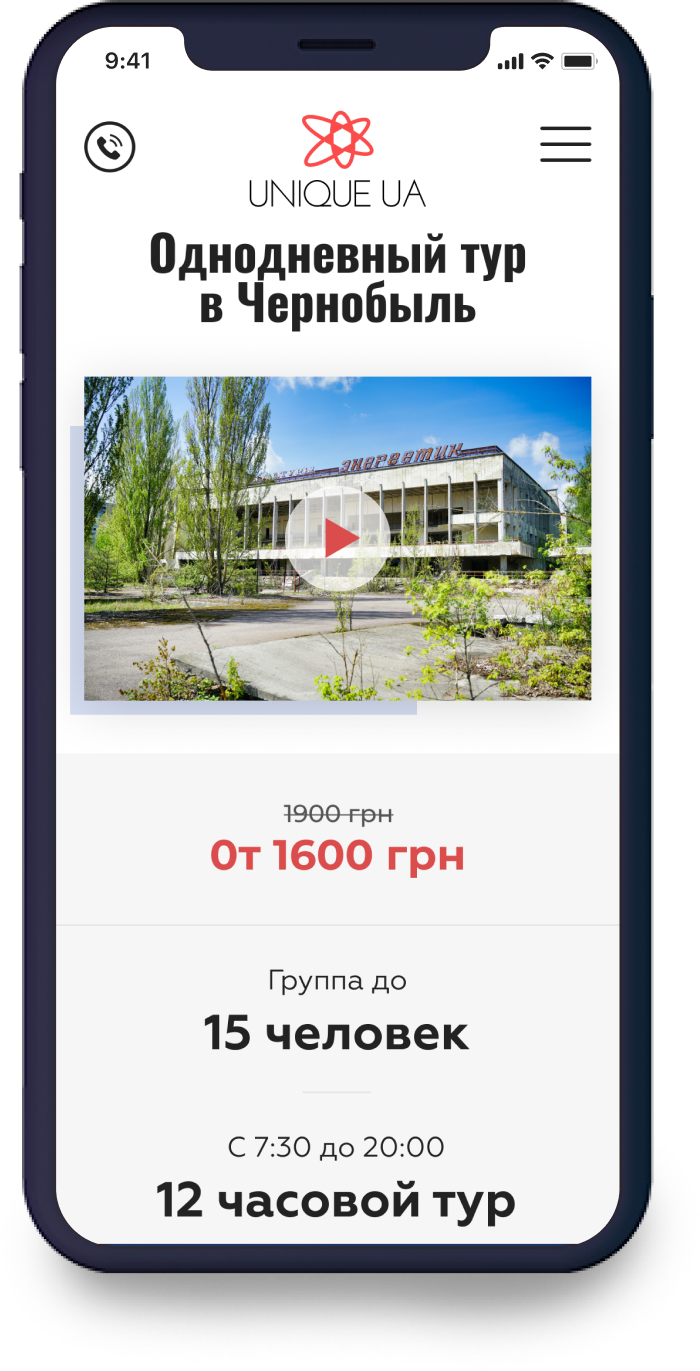 9:41
UNIQUE UA
Однодневный тур
в Чернобыль
ЭНЕРГЕТИК
1900 грн
От 1600 грн
Группа до
15 человек
С 7:30 до 20:00
12 часовой тур